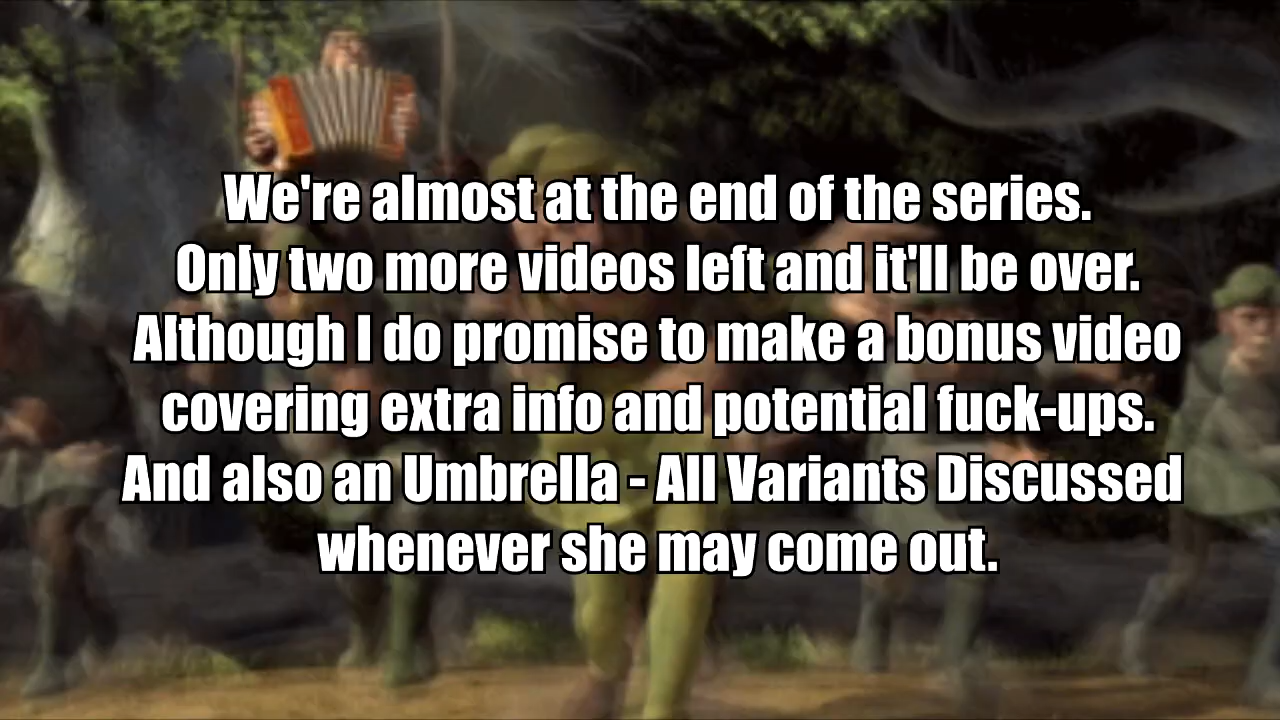 We're almost at the end of the series.
Only two more videos left and it'll be over.
Although I do promise to make a bonus video
covering extra info and potential fuck-ups.
And also an Umbrella - All Variants Discussed
whenever she may come out.